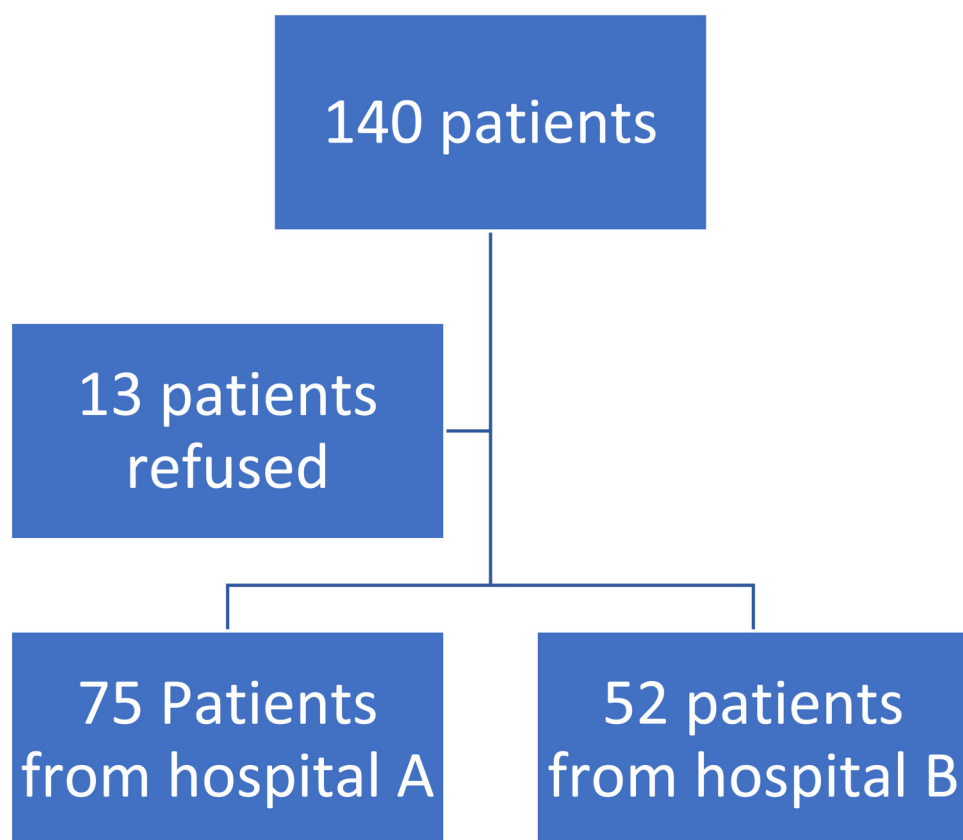 140 patients
13 patients
refused
75 Patients
from hospital A
52 patients
from hospital B